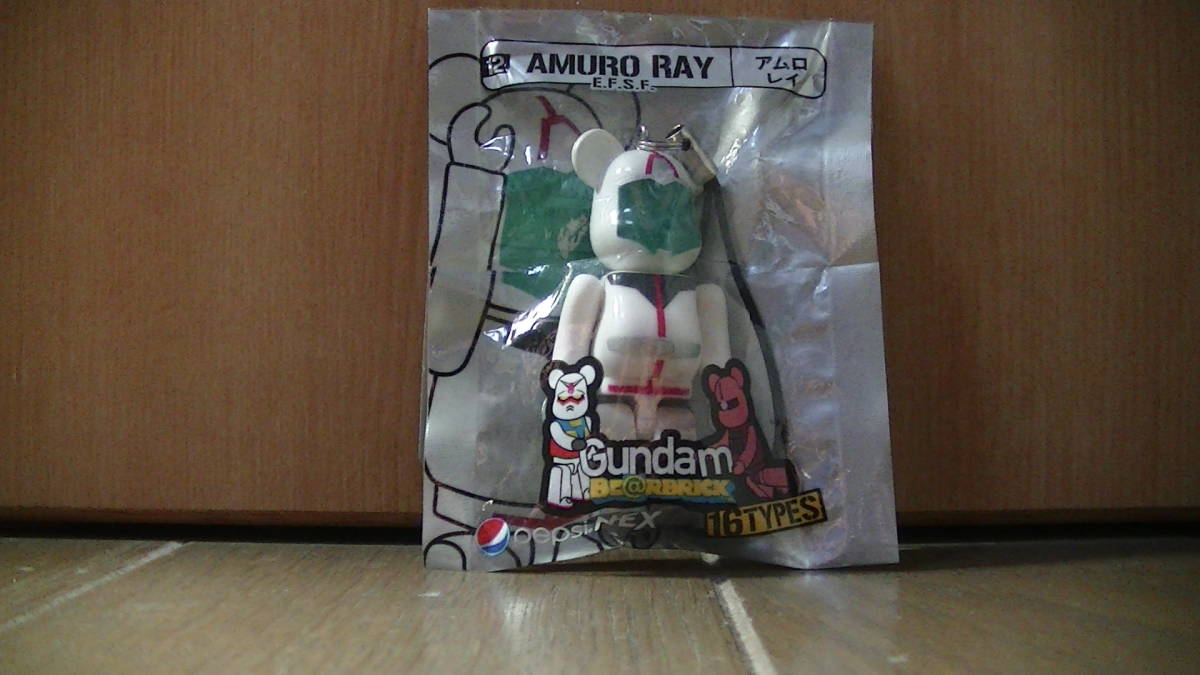 12 AMURO RAY
E.F.S.F.
アムロ
レイ
Gundam
BE@RBRICK
16TYPES
pepsi NEX